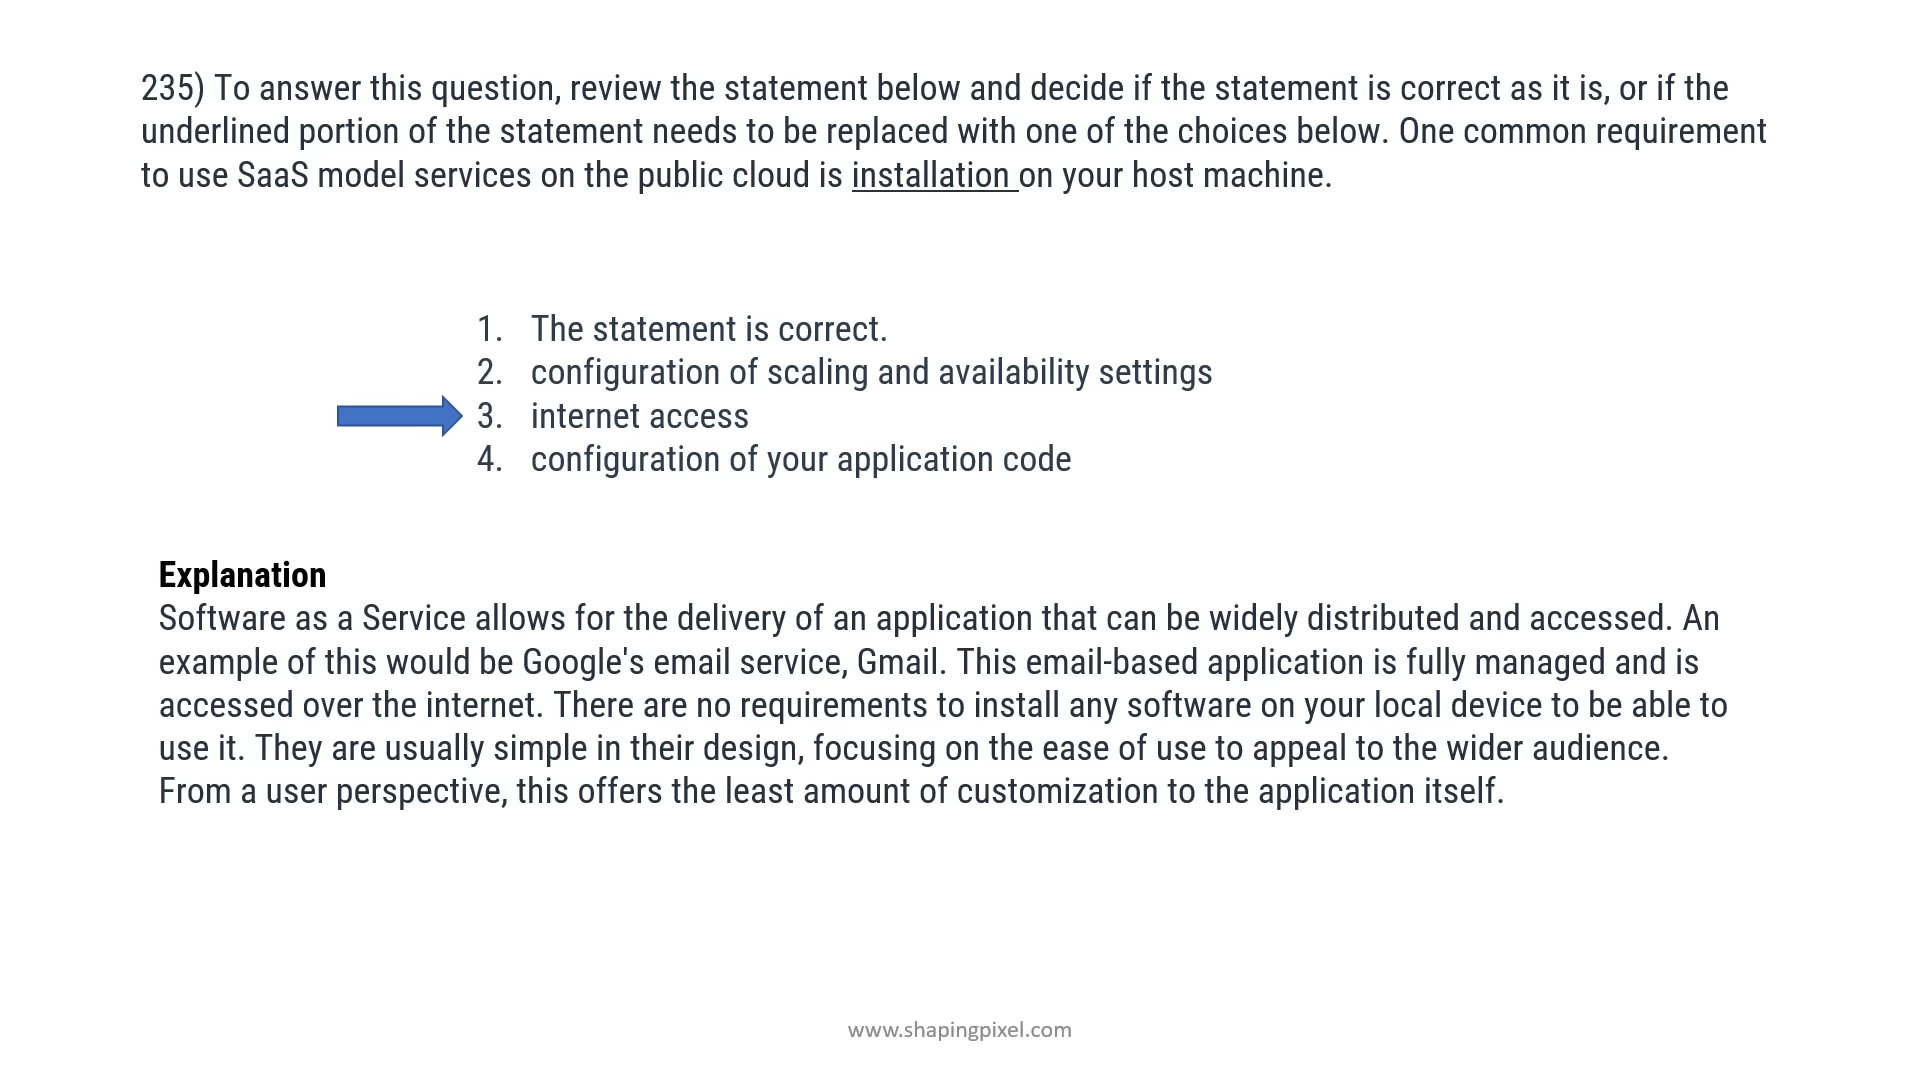 235) To answer this question, review the statement below and decide if the statement is correct as it is, or if the
underlined portion of the statement needs to be replaced with one of the choices below. One common requirement
to use SaaS model services on the public cloud is installation on your host machine.
1. The statement is correct.
2. configuration of scaling and availability settings
3. internet access
4. configuration of your application code
Explanation
Software as a Service allows for the delivery of an application that can be widely distributed and accessed. An
example of this would be Google's email service, Gmail. This email-based application is fully managed and is
accessed over the internet. There are no requirements to install any software on your local device to be able to
use it. They are usually simple in their design, focusing on the ease of use to appeal to the wider audience.
From a user perspective, this offers the least amount of customization to the application itself.
www.shapingpixel.com